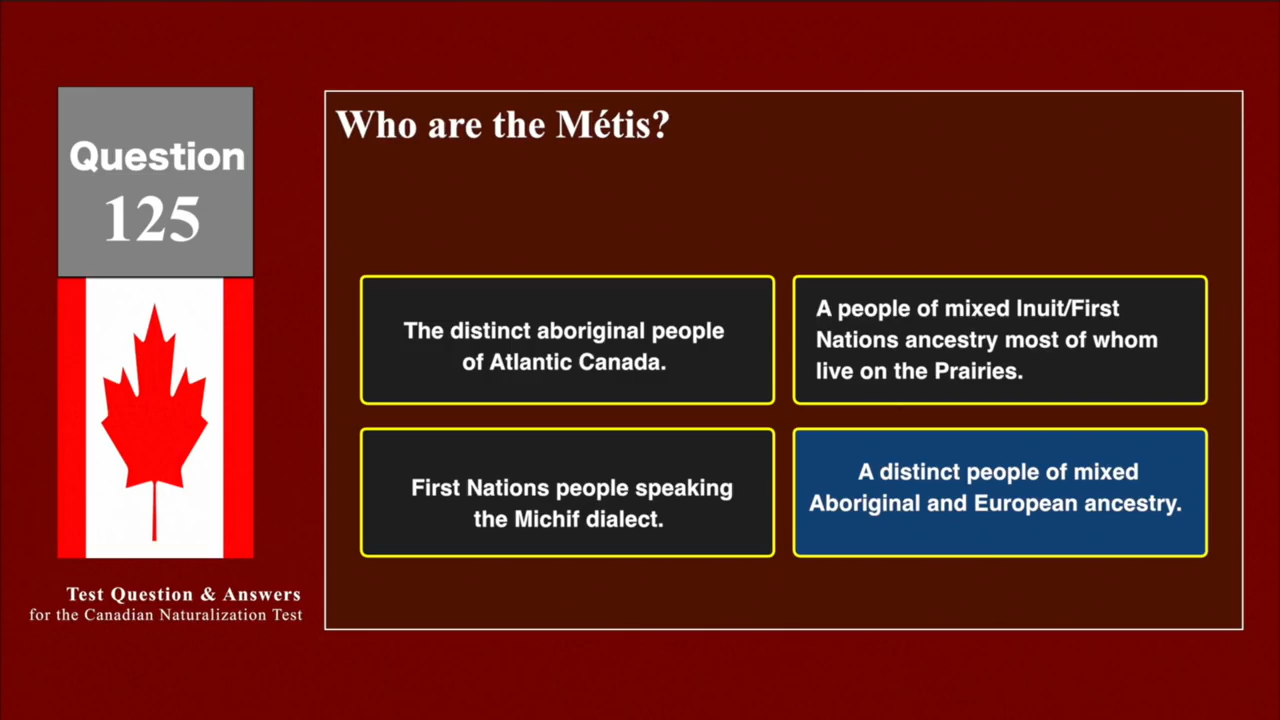 Question
125
Test Question & Answers
for the Canadian Naturalization Test
Who are the Métis?
The distinct aboriginal people
of Atlantic Canada.
A people of mixed Inuit/First
Nations ancestry most of whom
live on the Prairies.
First Nations people speaking
the Michif dialect.
A distinct people of mixed
Aboriginal and European ancestry.